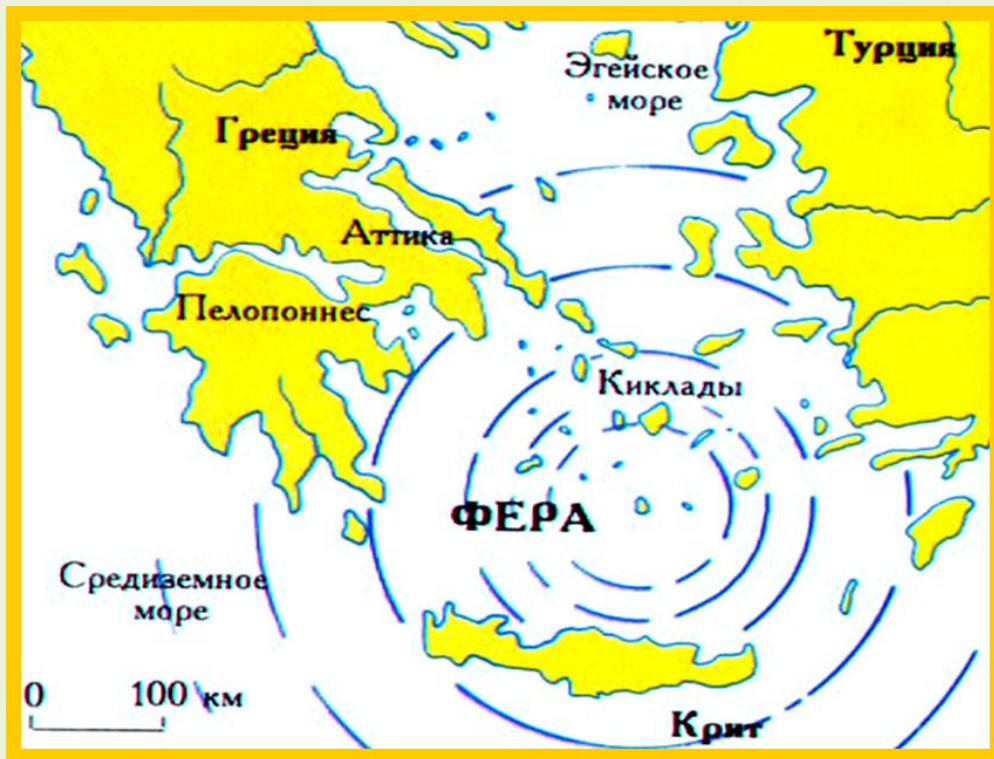 Турция
Эгейское
море
Греция
Аттика
Пелопоннес
Киклады
ФЕРА
Средиземное
море
0 100 км
Крит